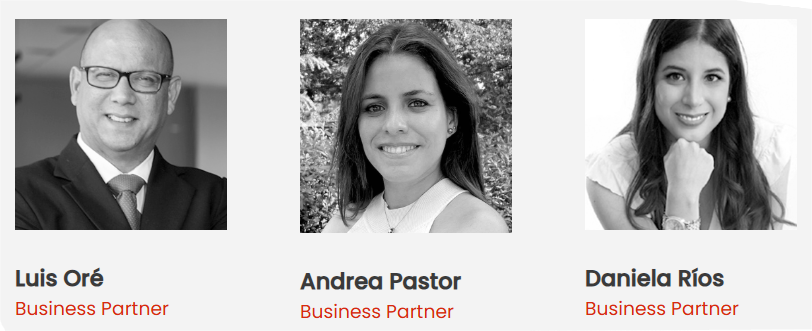 Luis Oré
Business Partner
Andrea Pastor
Business Partner
Daniela Ríos
Business Partner